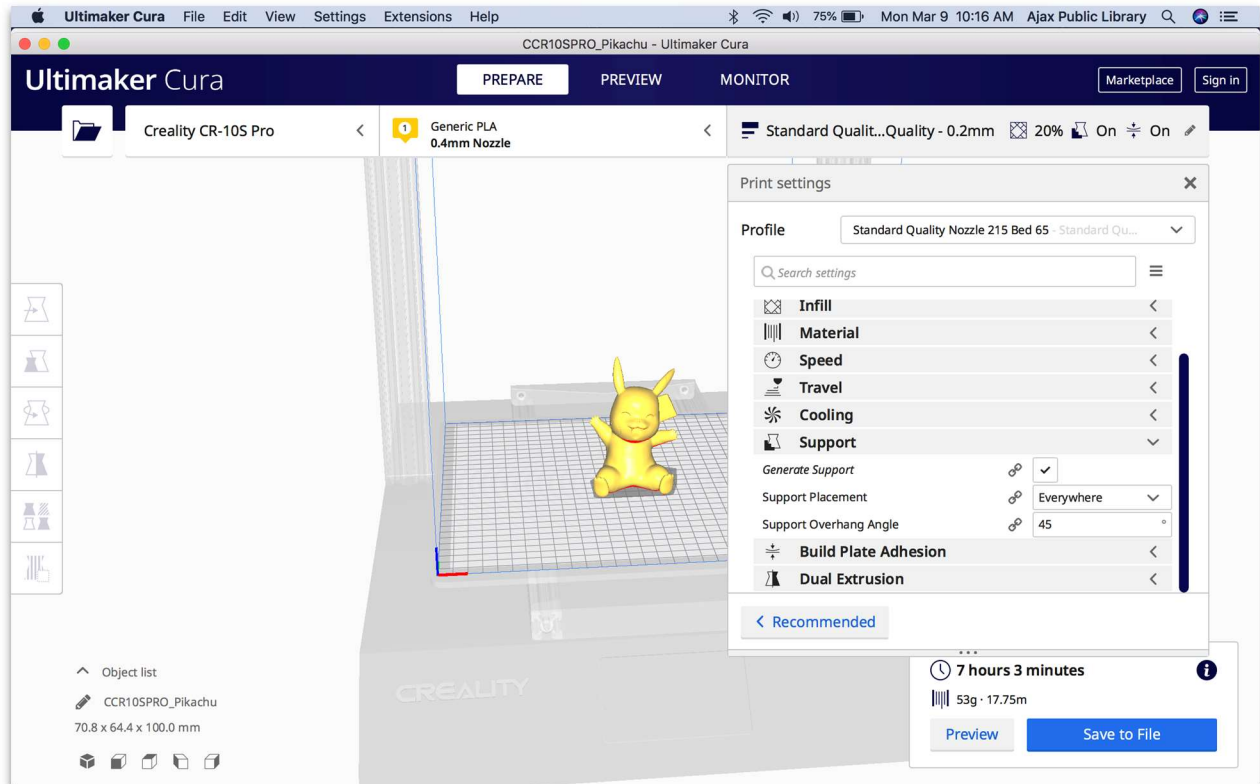 Ultimaker Cura File Edit View Settings Extensions Help 75% Mon Mar 9 10:16 AM Ajax Public Library
CCR10SPRO_Pikachu - Ultimaker Cura
Ultimaker Cura PREPARE PREVIEW MONITOR Marketplace Sign in
Creality CR-10S Pro
1 Generic PLA
0.4mm Nozzle
Standard Qualit...Quality - 0.2mm 20% On On
Print settings
Profile Standard Quality Nozzle 215 Bed 65 - Standard Qu...
Search settings
Infill
Material
Speed
Travel
Cooling
Support
Generate Support
Support Placement Everywhere
Support Overhang Angle 45 °
Build Plate Adhesion
Dual Extrusion
Recommended
CREALITY
Object list
CCR10SPRO_Pikachu
70.8 x 64.4 x 100.0 mm
7 hours 3 minutes
53g · 17.75m
Preview Save to File